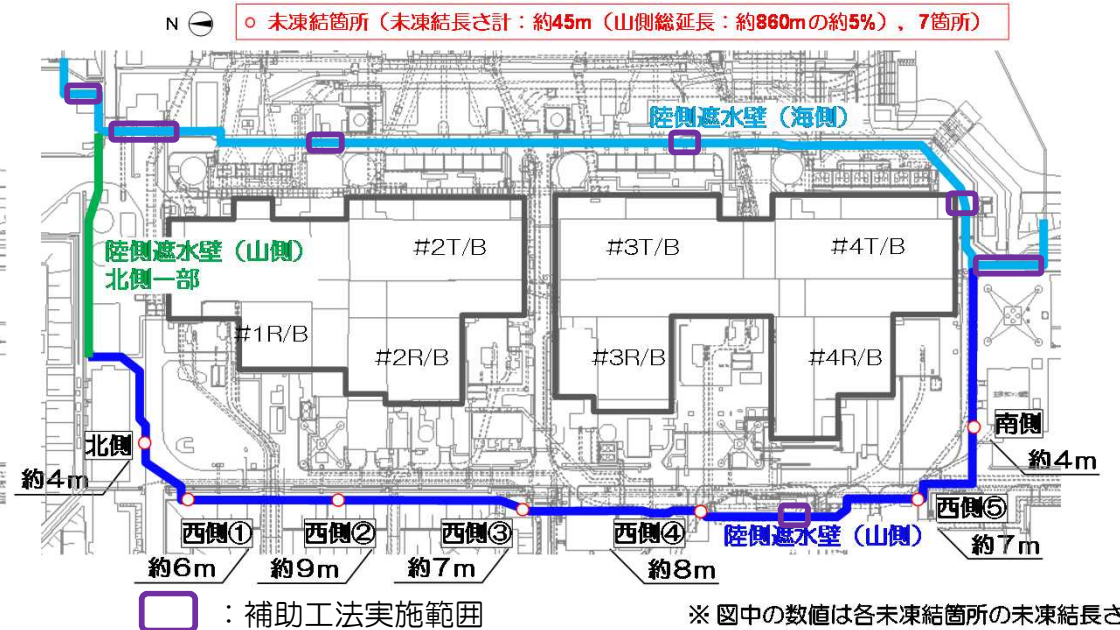 N
未凍結箇所（未凍結長さ計：約45m（山側総延長：約860mの約5%），7箇所）
陸側遮水壁（海側）
陸側遮水壁（山側）
北側一部
#2T/B
#3T/B
#4T/B
#1R/B
#2R/B
#3R/B
#4R/B
北側
約4m
南側
約4m
西側①
約6m
西側②
約9m
西側③
約7m
西側④
約8m
陸側遮水壁（山側）
西側⑤
約7m
：補助工法実施範囲
※ 図中の数値は各未凍結箇所の未凍結長さ